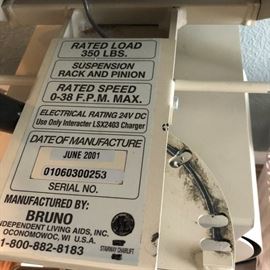 RATED LOAD
350 LBS.
SUSPENSION
RACK AND PINION
RATED SPEED
0-38 F.P.M. MAX.
ELECTRICAL RATING 24V DC
Use Only Interacter LSX2403 Charger
DATE OF MANUFACTURE
JUNE 2001
01060300253
SERIAL NO.
MANUFACTURED BY:
BRUNO
INDEPENDENT LIVING AIDS, INC.
OCONOMOWOC, WI U.S.A.
1-800-882-8183
STAIRWAY CHAIRLIFT